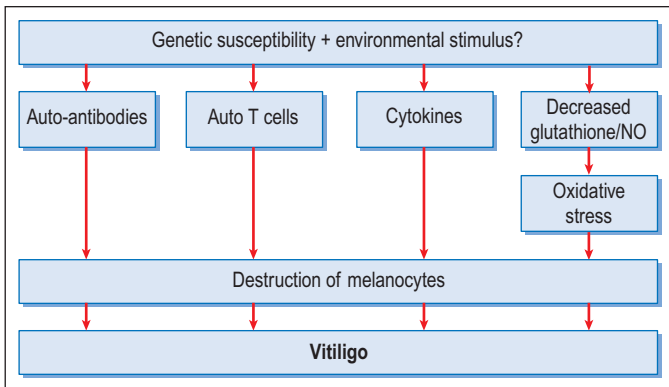 Genetic susceptibility + environmental stimulus?
Auto-antibodies
Auto T cells
Cytokines
Decreased
glutathione/NO
Oxidative
stress
Destruction of melanocytes
Vitiligo